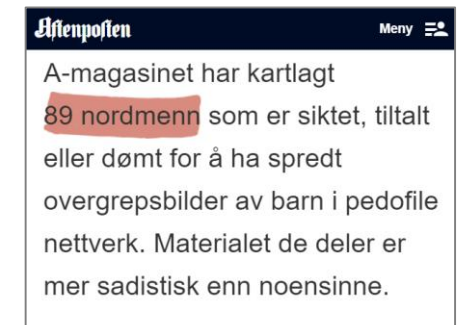 Aftenposten
Meny
A-magasinet har kartlagt
89 nordmenn som er siktet, tiltalt
eller dømt for å ha spredt
overgrepsbilder av barn i pedofile
nettverk. Materialet de deler er
mer sadistisk enn noensinne.